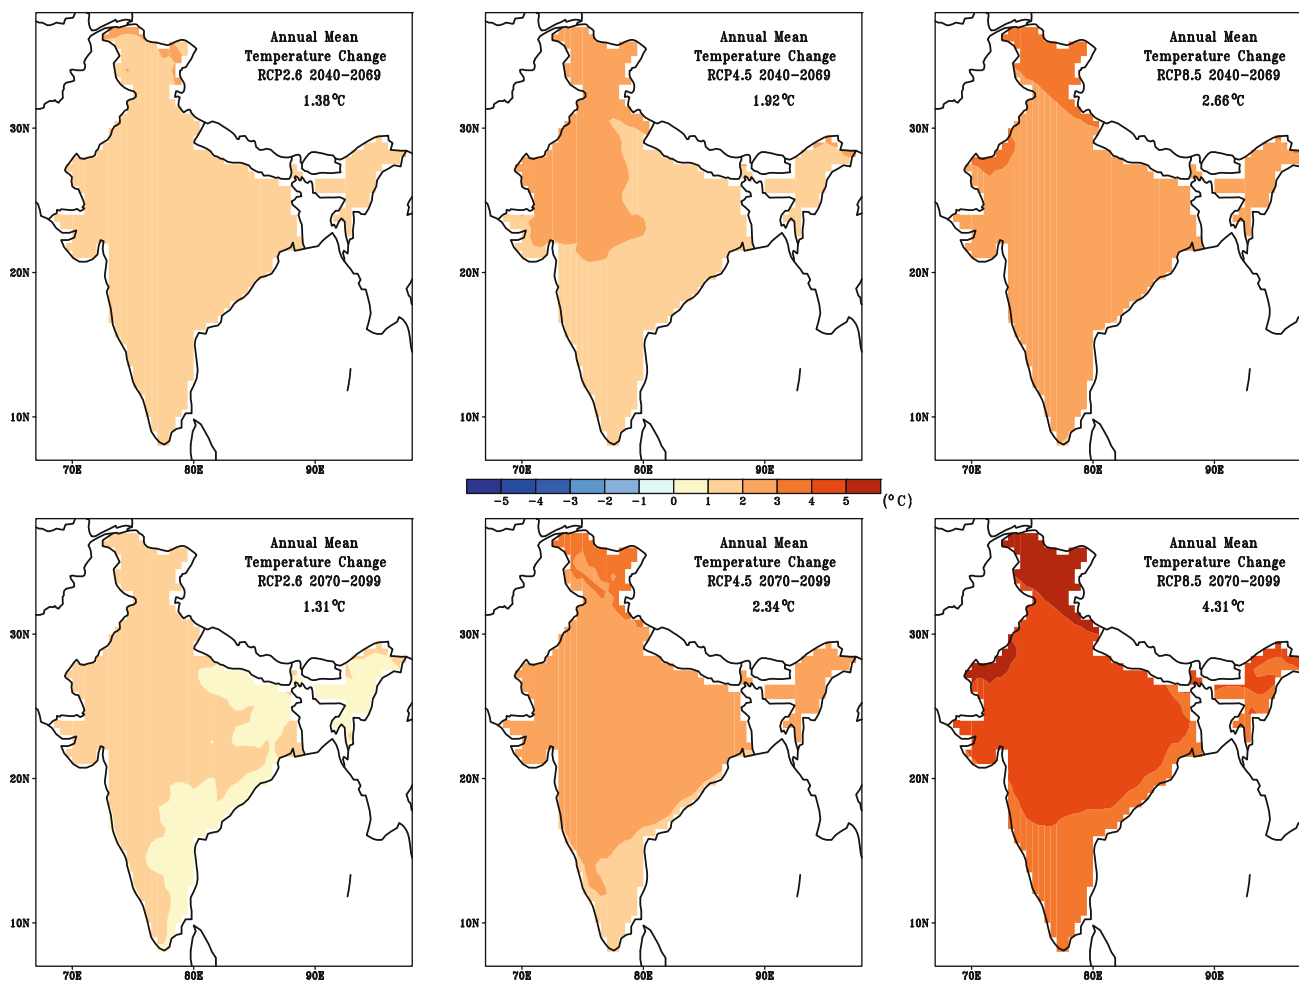 Annual Mean
Temperature Change
RCP2.6 2040-2069
1.38°C
30N
20N
10N
70E 80E 90E
Annual Mean
Temperature Change
RCP4.5 2040-2069
1.92°C
30N
20N
10N
70E 80E 90E
Annual Mean
Temperature Change
RCP8.5 2040-2069
2.66°C
30N
20N
10N
70E 80E 90E
-5 -4 -3 -2 -1 0 1 2 3 4 5 (°C)
Annual Mean
Temperature Change
RCP2.6 2070-2099
1.31°C
30N
20N
10N
70E 80E 90E
Annual Mean
Temperature Change
RCP4.5 2070-2099
2.34°C
30N
20N
10N
70E 80E 90E
Annual Mean
Temperature Change
RCP8.5 2070-2099
4.31°C
30N
20N
10N
70E 80E 90E